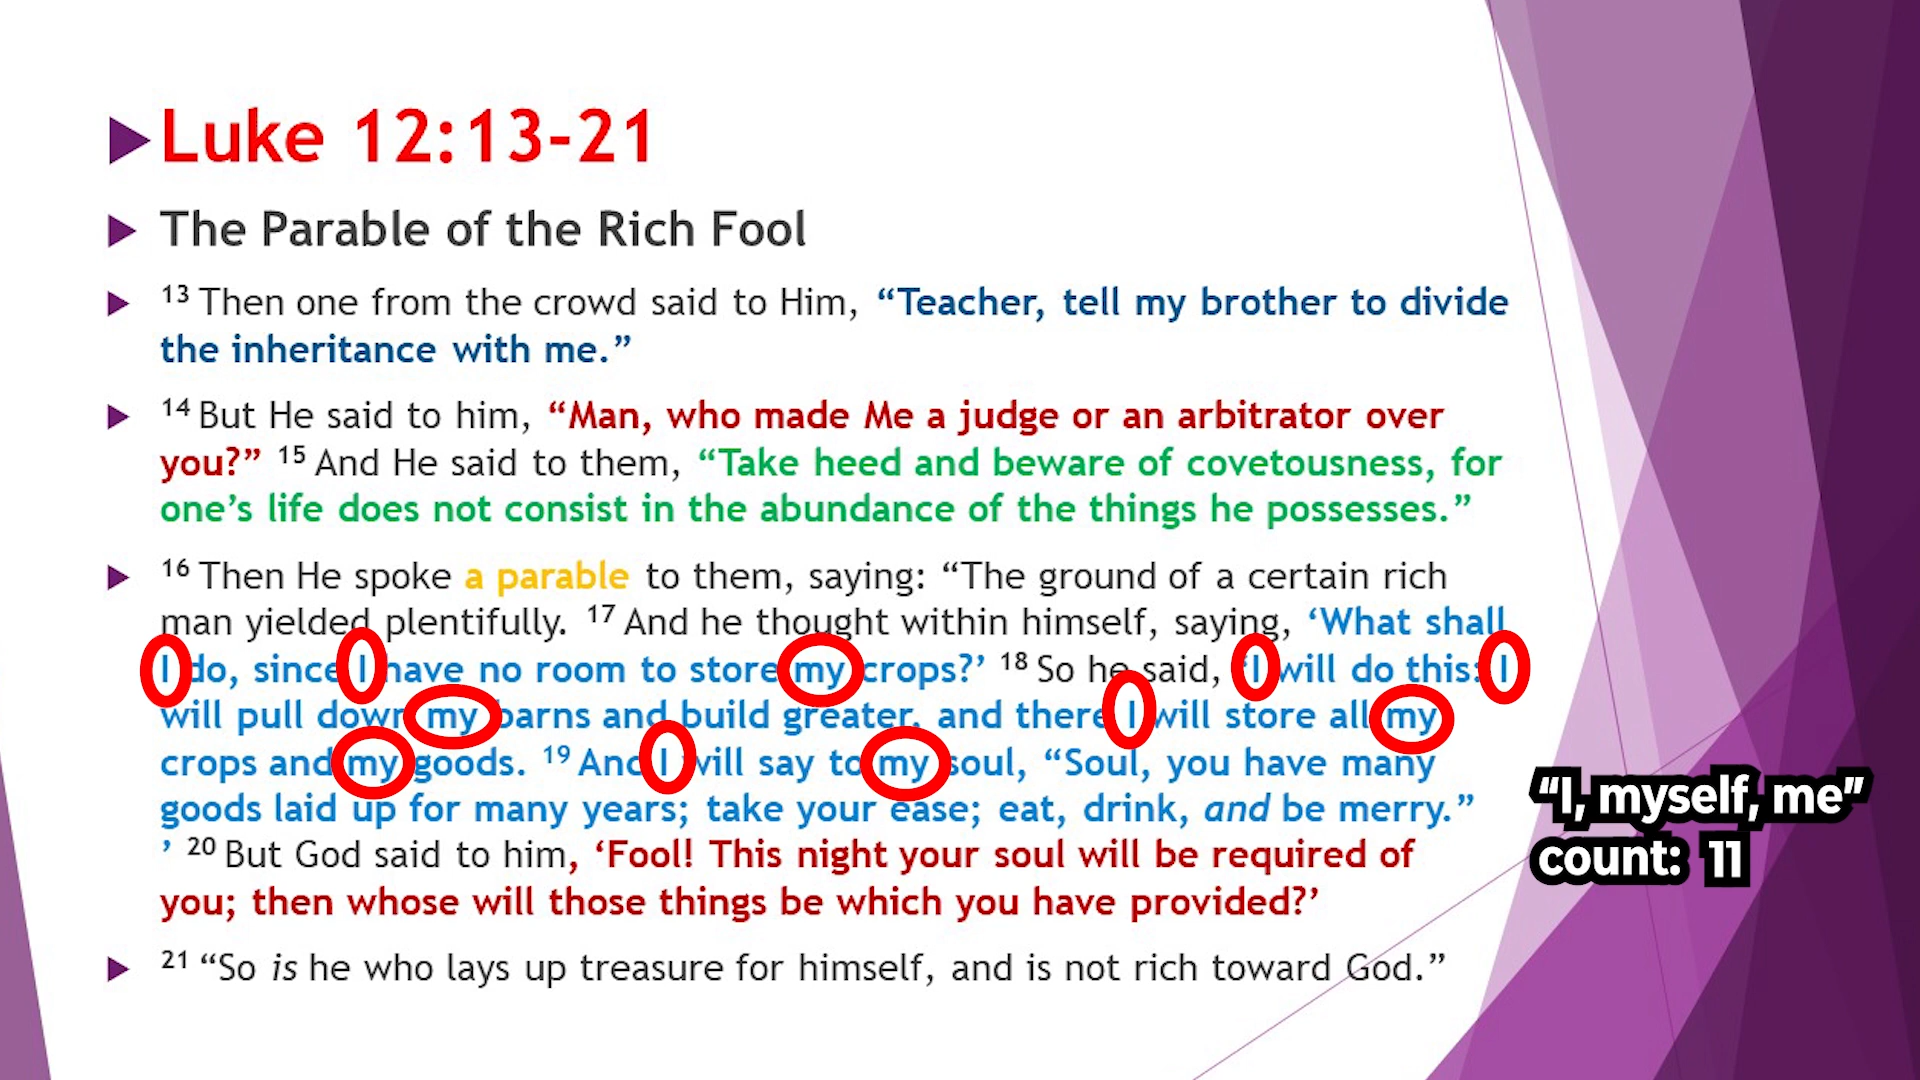 Luke 12:13-21
The Parable of the Rich Fool
13 Then one from the crowd said to Him, “Teacher, tell my brother to divide
the inheritance with me.”
14 But He said to him, “Man, who made Me a judge or an arbitrator over
you?” 15 And He said to them, “Take heed and beware of covetousness, for
one’s life does not consist in the abundance of the things he possesses.”
16 Then He spoke a parable to them, saying: “The ground of a certain rich
man yielded plentifully. 17 And he thought within himself, saying, ‘What shall
I do, since I have no room to store my crops?’ 18 So he said, ‘I will do this: I
will pull down my barns and build greater, and there I will store all my
crops and my goods. 19 And I will say to my soul, “Soul, you have many
goods laid up for many years; take your ease; eat, drink, and be merry.”
’ 20 But God said to him, ‘Fool! This night your soul will be required of
you; then whose will those things be which you have provided?’
21 “So is he who lays up treasure for himself, and is not rich toward God.”
“I, myself, me”
count: 11